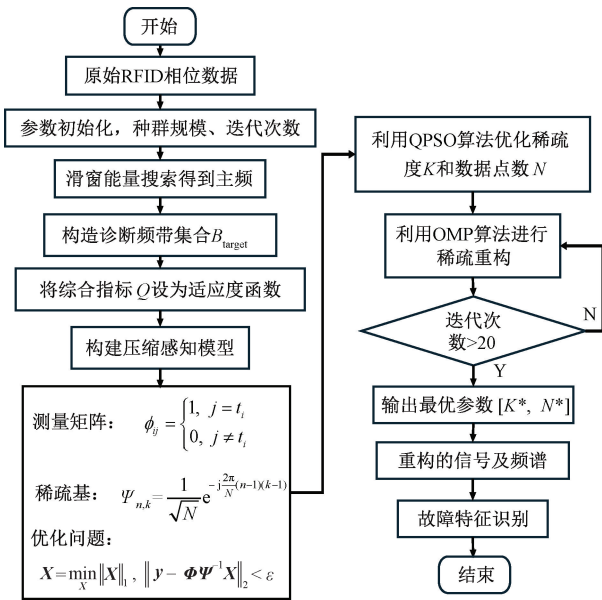 开始
原始RFID相位数据
参数初始化，种群规模、迭代次数
滑窗能量搜索得到主频
构造诊断频带集合B_target
将综合指标Q设为适应度函数
构建压缩感知模型
测量矩阵： ϕ_ij = {1, j = t_i
0, j ≠ t_i
稀疏基： Ψ_n,k = 1/√N e^(-j 2π/N (n−1)(k−1))
优化问题：
X = min_X ‖X‖_1 , ‖y − ΦΨ^−1 X‖_2 < ε
利用QPSO算法优化稀疏
度K和数据点数N
利用OMP算法进行
稀疏重构
迭代次
数>20
N
Y
输出最优参数[K*, N*]
重构的信号及频谱
故障特征识别
结束